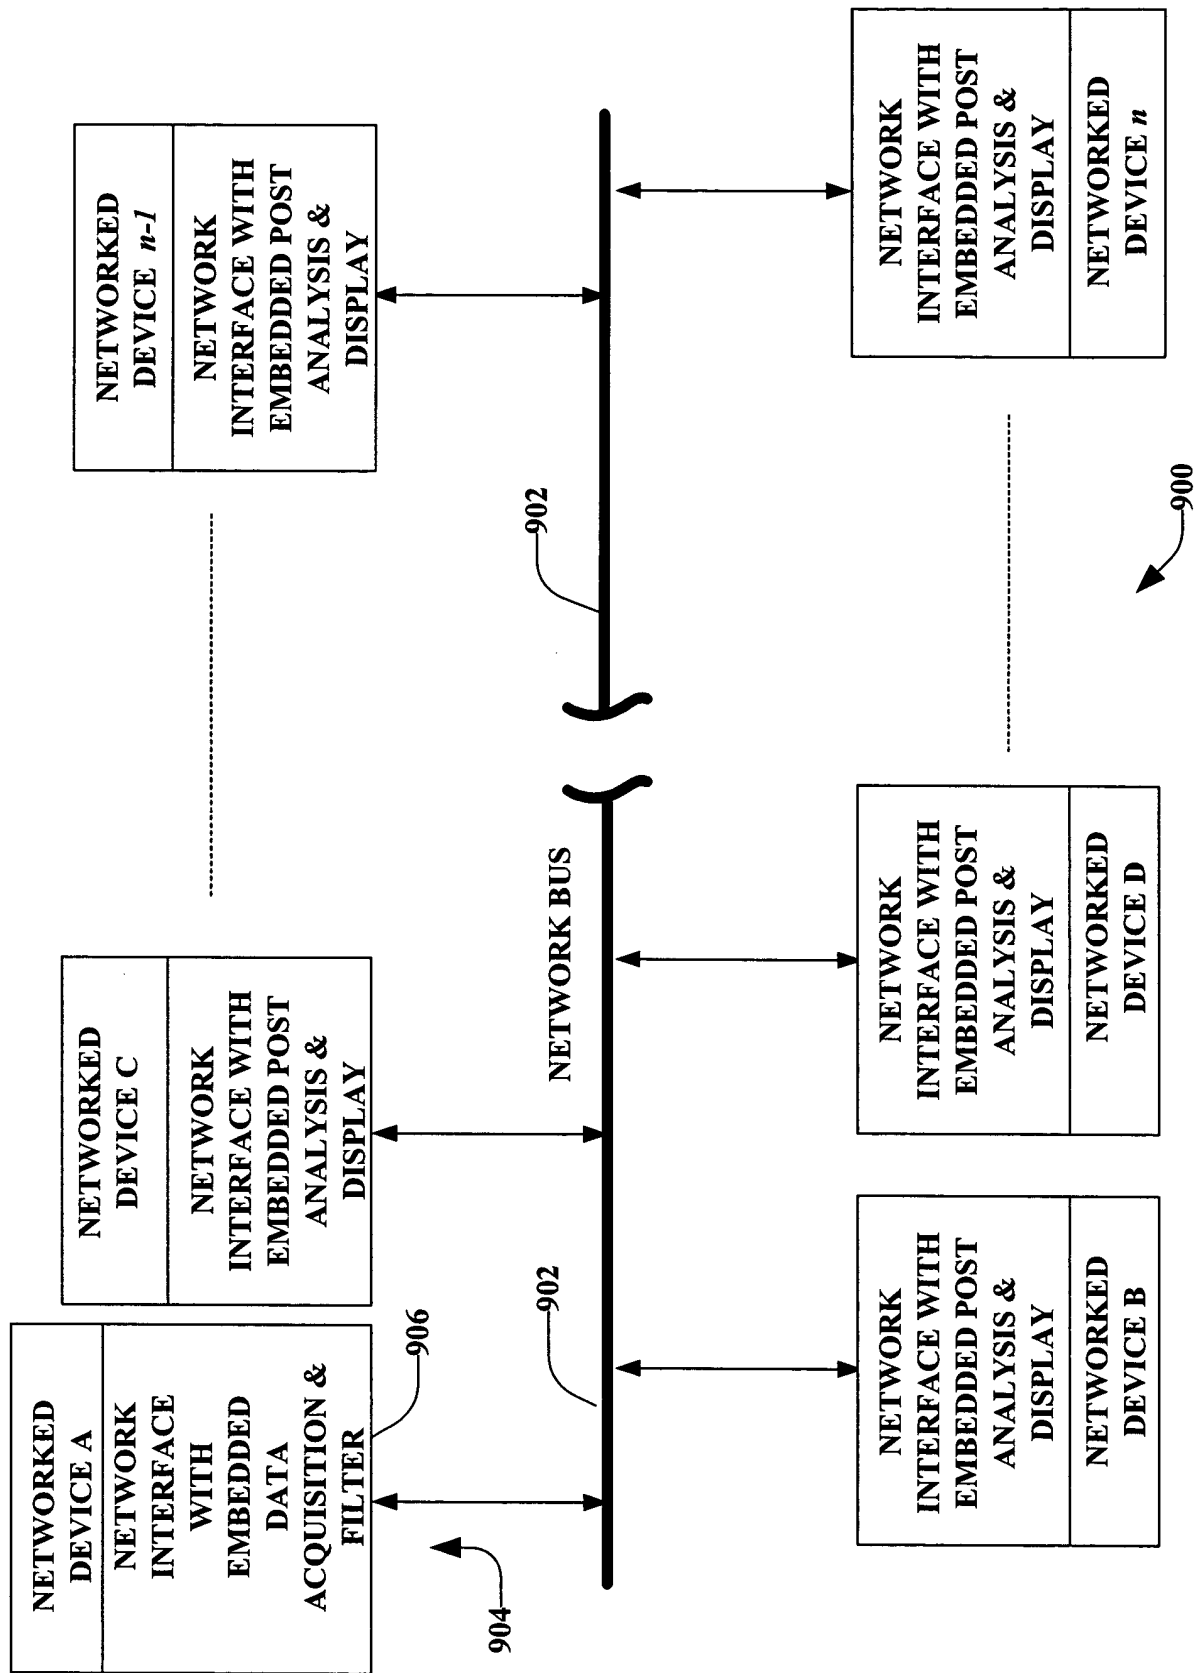 NETWORKED
DEVICE A
NETWORK
INTERFACE
WITH
EMBEDDED
DATA
ACQUISITION &
FILTER
906
904
NETWORKED
DEVICE C
NETWORK
INTERFACE WITH
EMBEDDED POST
ANALYSIS &
DISPLAY
NETWORKED
DEVICE n-1
NETWORK
INTERFACE WITH
EMBEDDED POST
ANALYSIS &
DISPLAY
902
NETWORK BUS
902
NETWORK
INTERFACE WITH
EMBEDDED POST
ANALYSIS &
DISPLAY
NETWORKED
DEVICE B
NETWORK
INTERFACE WITH
EMBEDDED POST
ANALYSIS &
DISPLAY
NETWORKED
DEVICE D
NETWORK
INTERFACE WITH
EMBEDDED POST
ANALYSIS &
DISPLAY
NETWORKED
DEVICE n
900